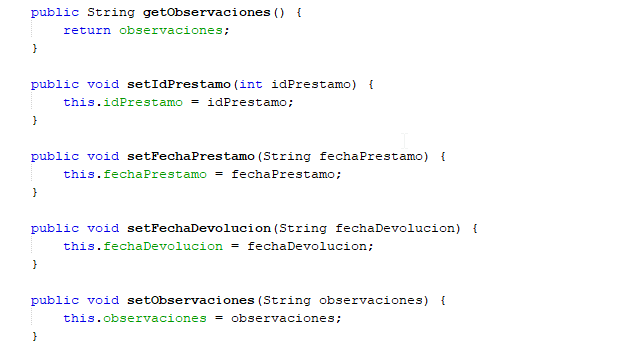 public String getObservaciones() {
    return observaciones;
}

public void setIdPrestamo(int idPrestamo) {
    this.idPrestamo = idPrestamo;
}

public void setFechaPrestamo(String fechaPrestamo) {
    this.fechaPrestamo = fechaPrestamo;
}

public void setFechaDevolucion(String fechaDevolucion) {
    this.fechaDevolucion = fechaDevolucion;
}

public void setObservaciones(String observaciones) {
    this.observaciones = observaciones;
}